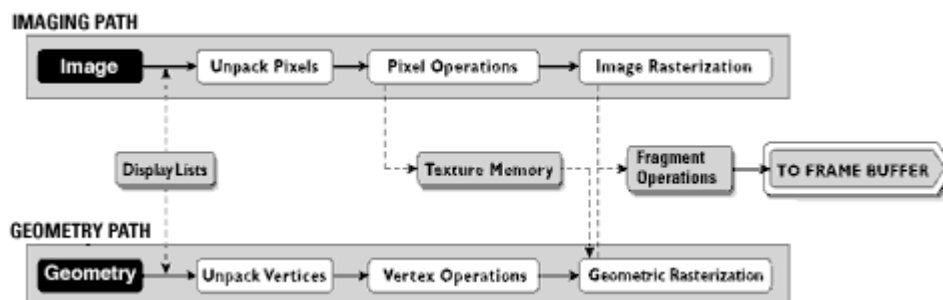 IMAGING PATH
Image
Unpack Pixels
Pixel Operations
Image Rasterization
Display Lists
Texture Memory
Fragment
Operations
TO FRAME BUFFER
GEOMETRY PATH
Geometry
Unpack Vertices
Vertex Operations
Geometric Rasterization